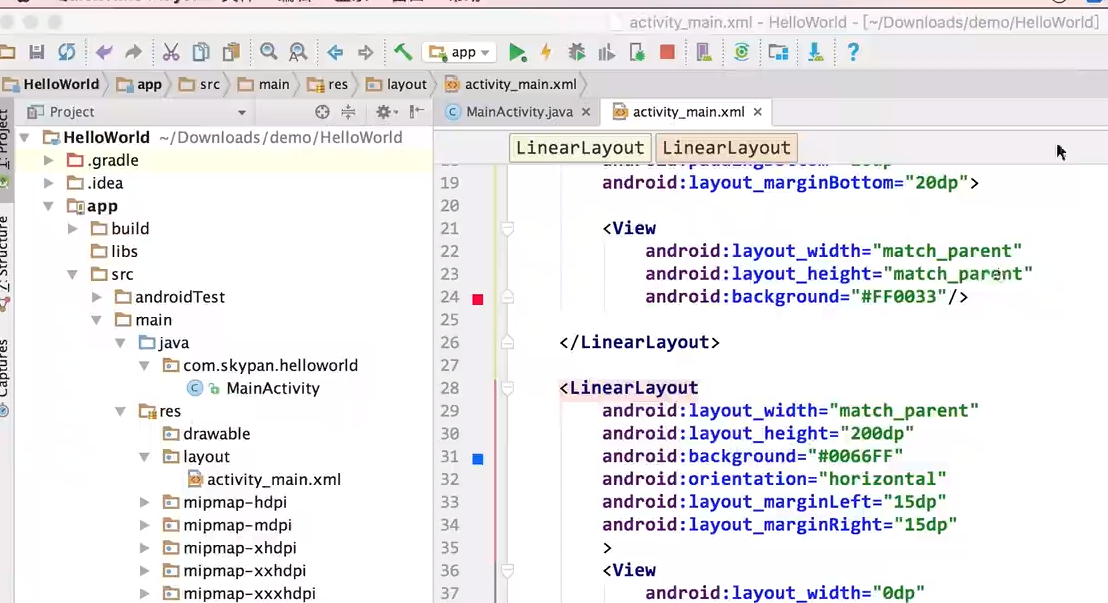 activity_main.xml - HelloWorld - [~/Downloads/demo/HelloWorld]
app
HelloWorld app src main res layout activity_main.xml
Project
MainActivity.java
activity_main.xml
1: Project
Z: Structure
Captures
HelloWorld ~/Downloads/demo/HelloWorld
.gradle
.idea
app
build
libs
src
androidTest
main
java
com.skypan.helloworld
MainActivity
res
drawable
layout
activity_main.xml
mipmap-hdpi
mipmap-mdpi
mipmap-xhdpi
mipmap-xxhdpi
mipmap-xxxhdpi
LinearLayout LinearLayout
19 android:layout_marginBottom="20dp">
20
21 <View
22 android:layout_width="match_parent"
23 android:layout_height="match_parent"
24 android:background="#FF0033"/>
25
26 </LinearLayout>
27
28 <LinearLayout
29 android:layout_width="match_parent"
30 android:layout_height="200dp"
31 android:background="#0066FF"
32 android:orientation="horizontal"
33 android:layout_marginLeft="15dp"
34 android:layout_marginRight="15dp"
35 >
36 <View
37 android:layout_width="0dp"